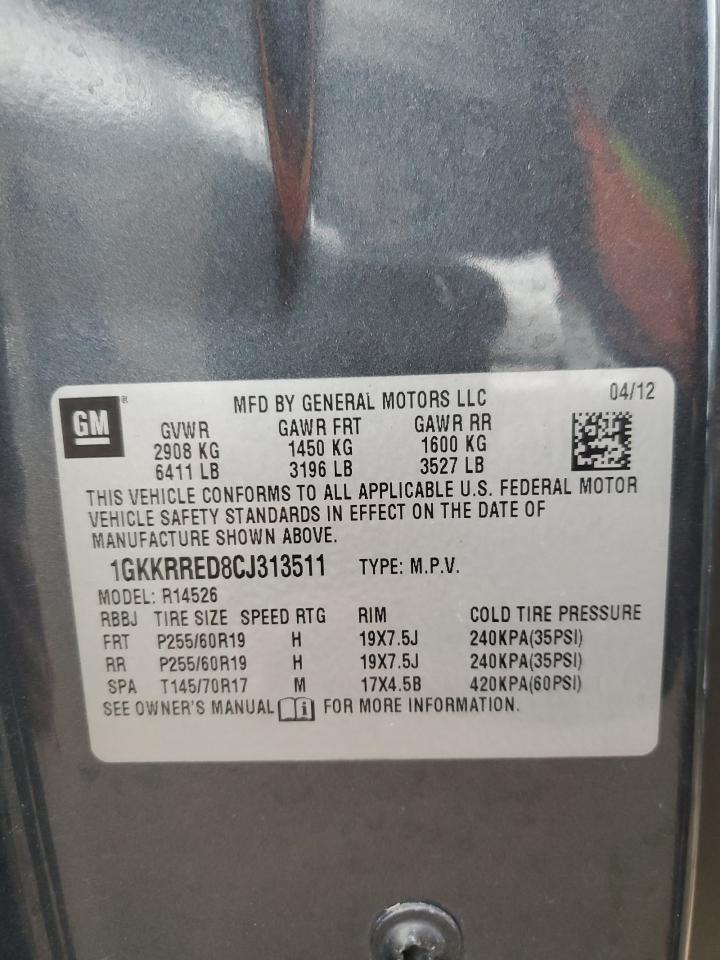 GM
MFD BY GENERAL MOTORS LLC 04/12
GVWR GAWR FRT GAWR RR
2908 KG 1450 KG 1600 KG
6411 LB 3196 LB 3527 LB
THIS VEHICLE CONFORMS TO ALL APPLICABLE U.S. FEDERAL MOTOR
VEHICLE SAFETY STANDARDS IN EFFECT ON THE DATE OF
MANUFACTURE SHOWN ABOVE.
1GKKRRED8CJ313511 TYPE: M.P.V.
MODEL: R14526
RBBJ TIRE SIZE SPEED RTG RIM COLD TIRE PRESSURE
FRT P255/60R19 H 19X7.5J 240KPA(35PSI)
RR P255/60R19 H 19X7.5J 240KPA(35PSI)
SPA T145/70R17 M 17X4.5B 420KPA(60PSI)
SEE OWNER'S MANUAL i FOR MORE INFORMATION.